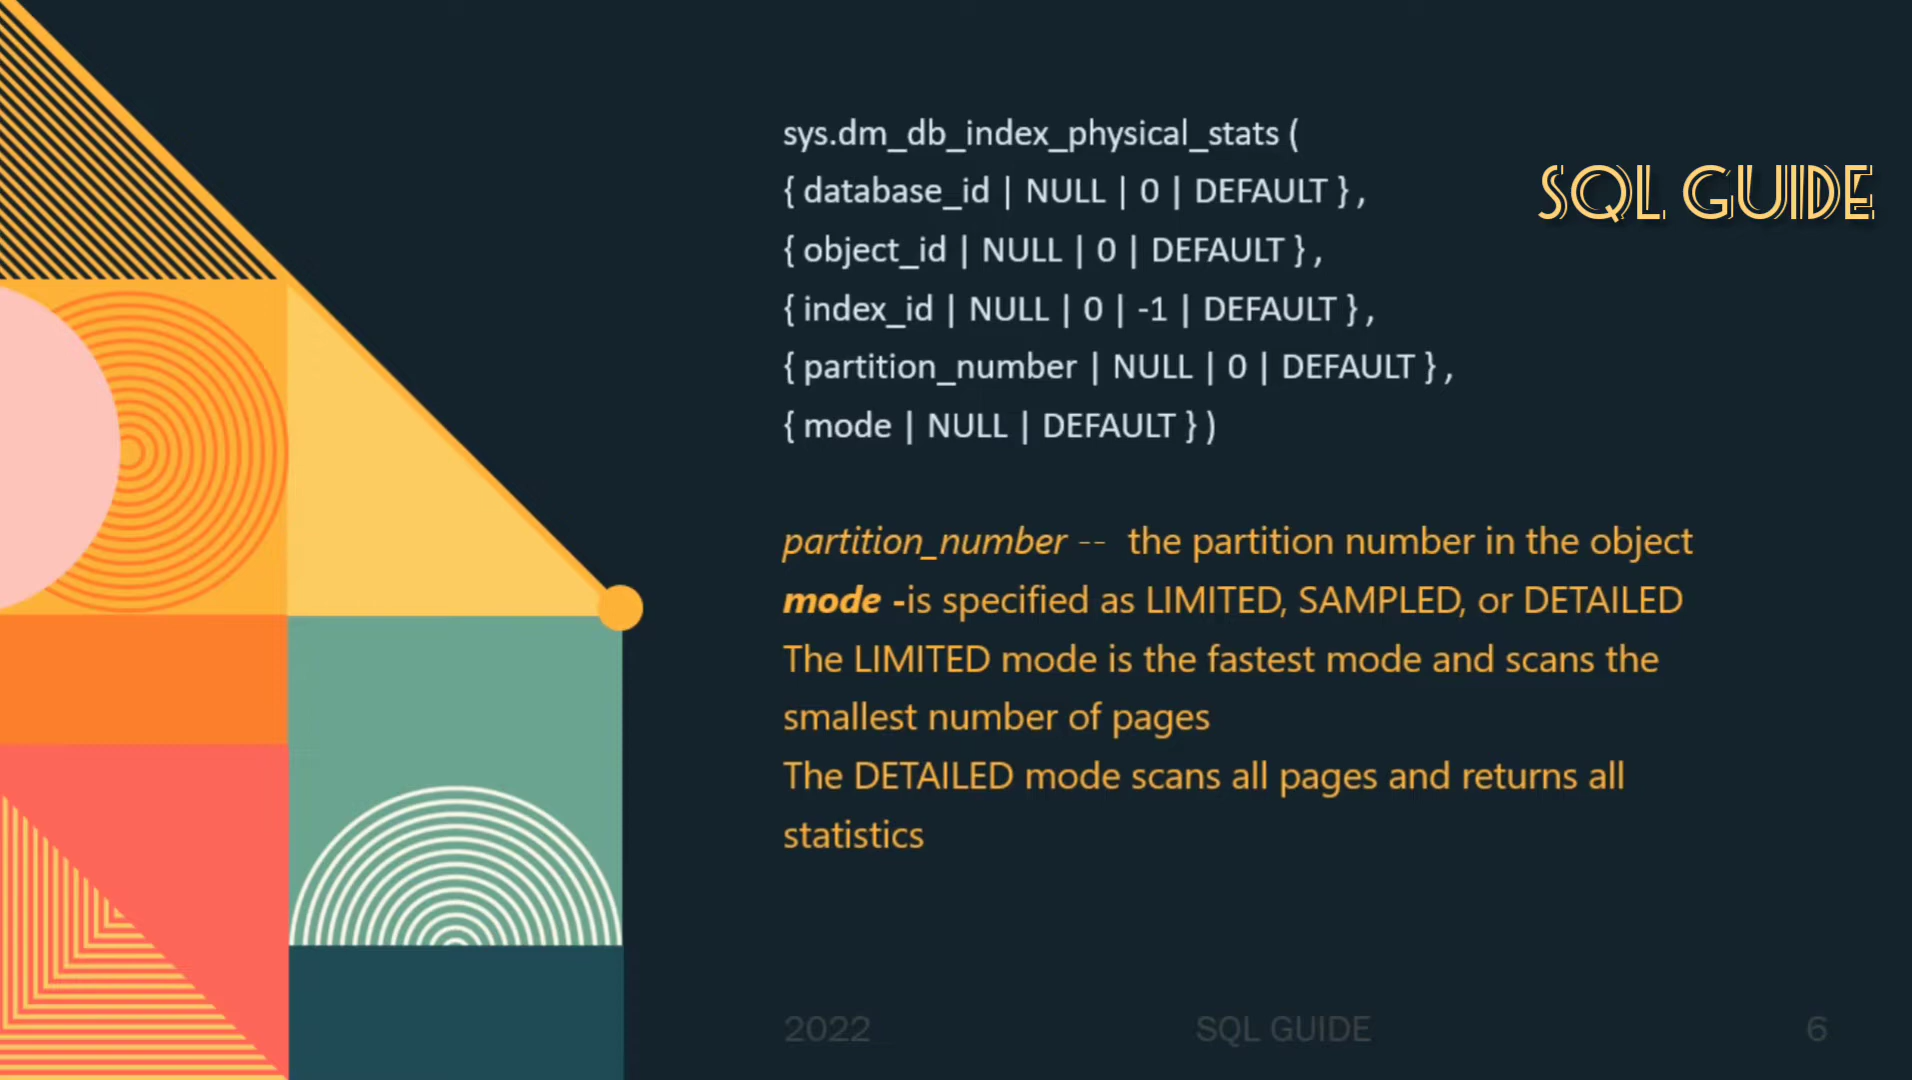 sys.dm_db_index_physical_stats (
{ database_id | NULL | 0 | DEFAULT } ,
SQL GUIDE
{ object_id | NULL | 0 | DEFAULT } ,
{ index_id | NULL | 0 | -1 | DEFAULT } ,
{ partition_number | NULL | 0 | DEFAULT } ,
{ mode | NULL | DEFAULT } )
partition_number -- the partition number in the object
mode -is specified as LIMITED, SAMPLED, or DETAILED
The LIMITED mode is the fastest mode and scans the
smallest number of pages
The DETAILED mode scans all pages and returns all
statistics
2022 SQL GUIDE 6